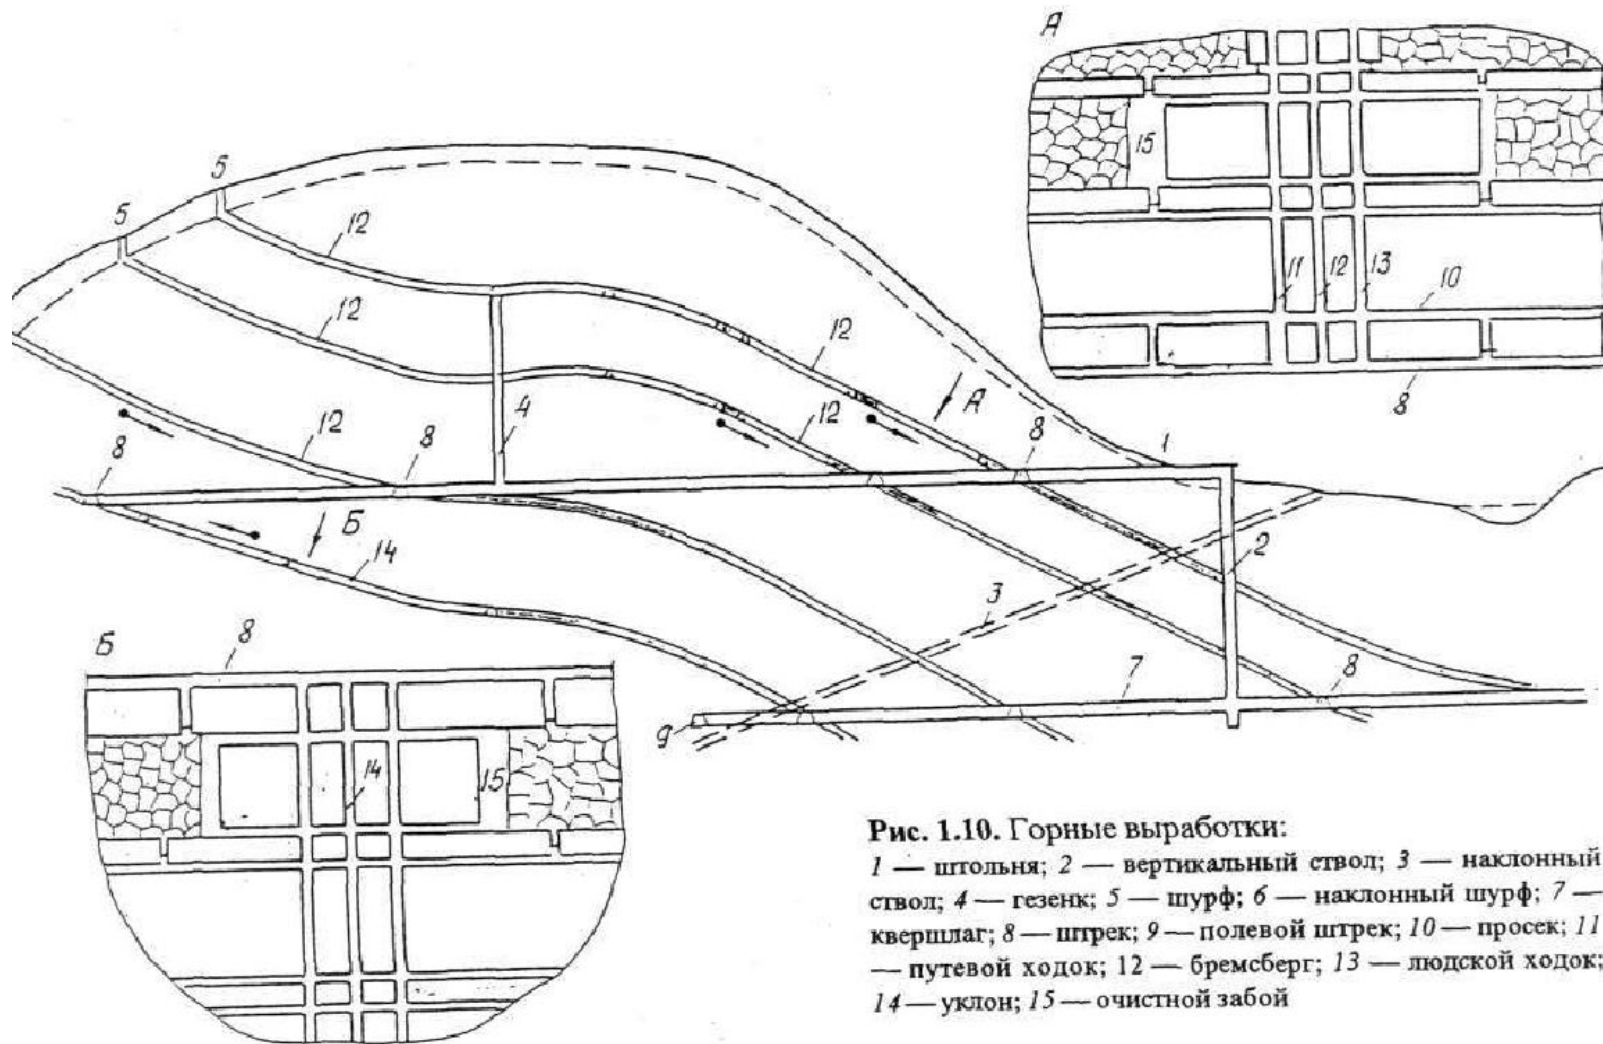 А
5
5
12
15
12
11
12
13
10
12
12
4
А
12
8
1
8
12
8
8
Б
14
2
3
Б
8
7
8
14
15
9
Рис. 1.10. Горные выработки:
1 — штольня; 2 — вертикальный ствол; 3 — наклонный
ствол; 4 — гезенк; 5 — шурф; 6 — наклонный шурф; 7 —
квершлаг; 8 — штрек; 9 — полевой штрек; 10 — просек; 11
— путевой ходок; 12 — бремсберг; 13 — людской ходок;
14 — уклон; 15 — очистной забой